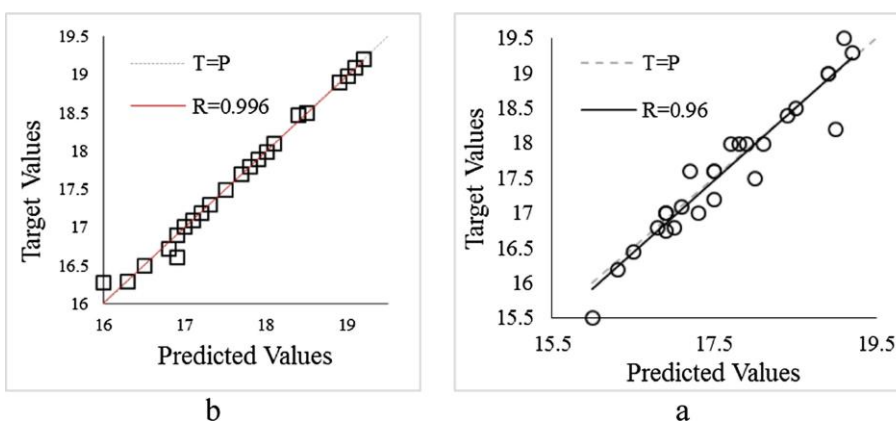 19.5
19
18.5
18
17.5
17
16.5
16
16 17 18 19
Target Values
Predicted Values
T=P
R=0.996
b
19.5
19
18.5
18
17.5
17
16.5
16
15.5
15.5 17.5 19.5
Target Values
Predicted Values
T=P
R=0.96
a